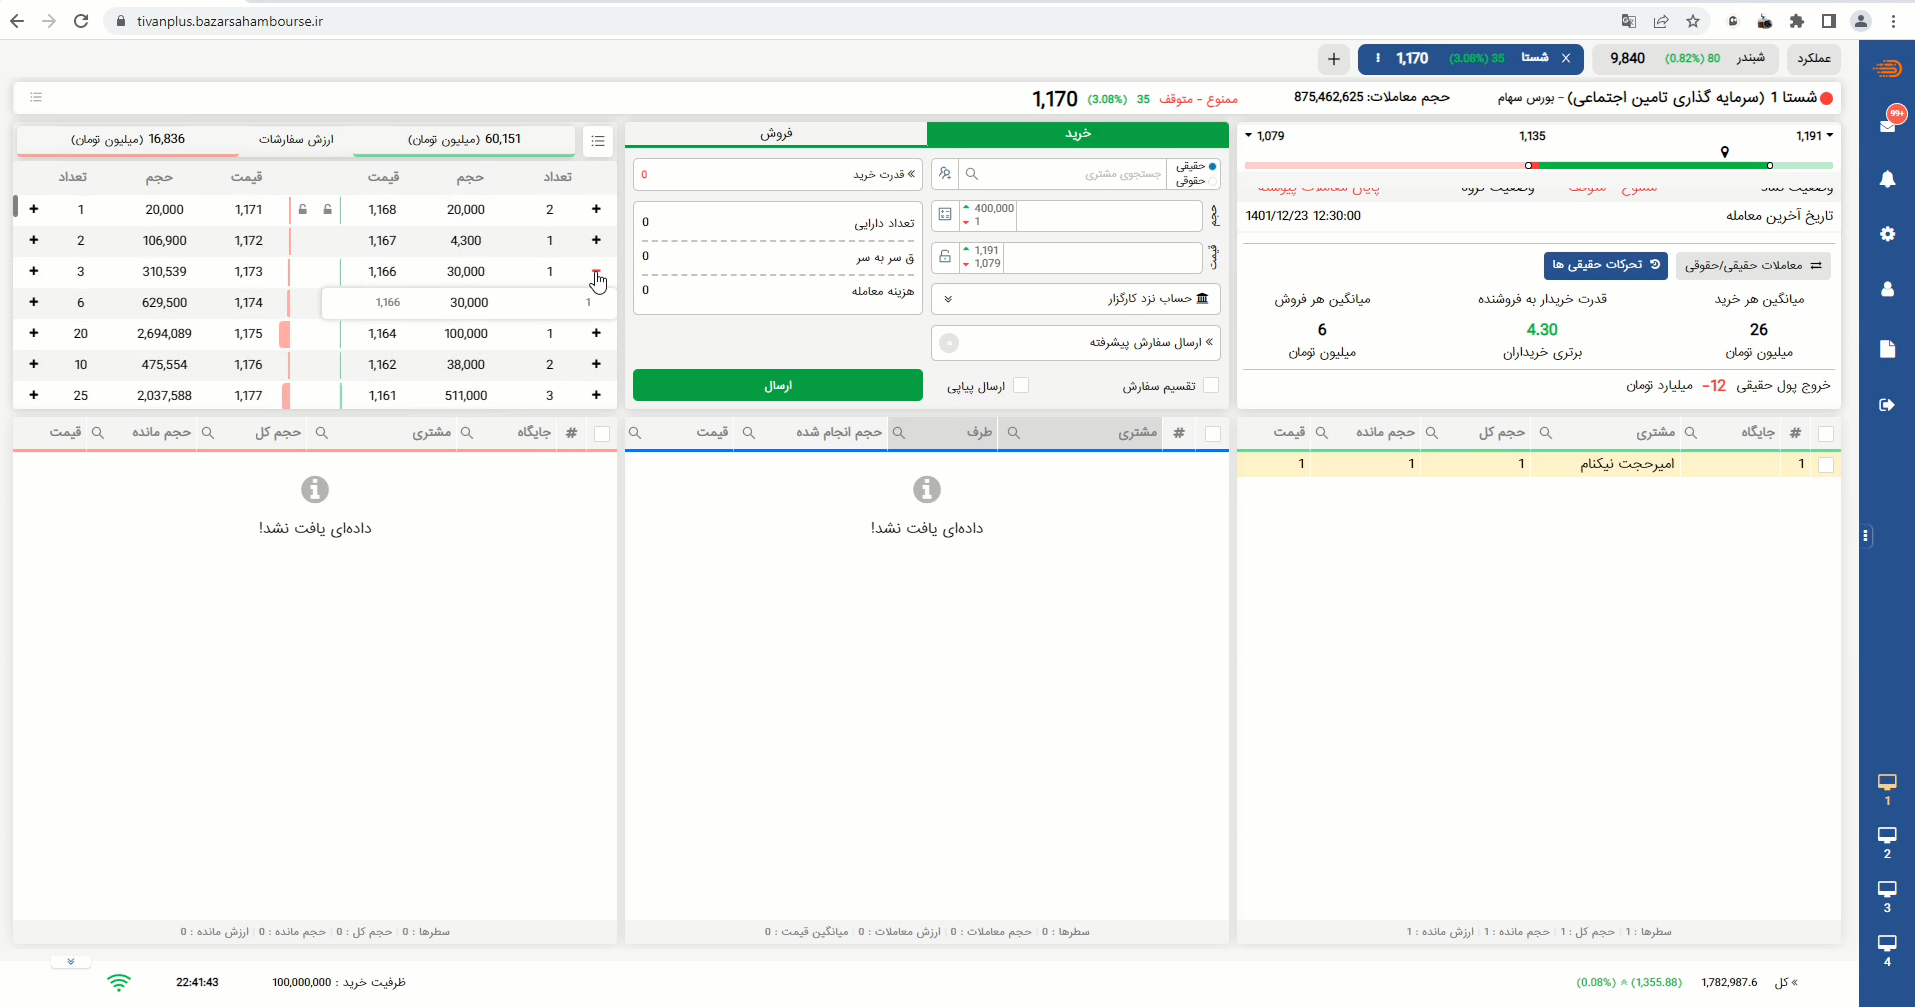 tivanplus.bazarsahambourse.ir
عملکرد
شبندر 80 (0.82%) 9,840
شستا 35 (3.08%) 1,170
شستا 1 (سرمایه گذاری تامین اجتماعی) – بورس سهام
حجم معاملات: 875,462,625
ممنوع - متوقف 35 (3.08%) 1,170
99+
1,191 1,135 1,079
تاریخ آخرین معامله 1401/12/23 12:30:00
معاملات حقیقی/حقوقی تحرکات حقیقی ها
میانگین هر خرید قدرت خریدار به فروشنده میانگین هر فروش
26 4.30 6
میلیون تومان برتری خریداران میلیون تومان
خروج پول حقیقی -12 میلیارد تومان
خرید فروش
حقیقی
حقوقی
جستجوی مشتری
حجم 400,000
1
قیمت 1,191
1,079
حساب نزد کارگزار
» ارسال سفارش پیشرفته
تقسیم سفارش ارسال پیاپی
» قدرت خرید 0
تعداد دارایی 0
ق سر به سر 0
هزینه معامله 0
ارسال
60,151 (میلیون تومان) ارزش سفارشات 16,836 (میلیون تومان)
تعداد حجم قیمت قیمت حجم تعداد
2 20,000 1,168 1,171 20,000 1
1 4,300 1,167 1,172 106,900 2
1 30,000 1,166 1,173 310,539 3
1 30,000 1,166 1,174 629,500 6
1 100,000 1,164 1,175 2,694,089 20
2 38,000 1,162 1,176 475,554 10
3 511,000 1,161 1,177 2,037,588 25
# جایگاه مشتری حجم کل حجم مانده قیمت
1 امیرحجت نیکنام 1 1 1
سطرها : 1 حجم کل : 1 حجم مانده : 1 ارزش مانده : 1
# مشتری طرف حجم انجام شده قیمت
داده‌ای یافت نشد!
سطرها : 0 حجم معاملات : 0 ارزش معاملات : 0 میانگین قیمت : 0
# جایگاه مشتری حجم کل حجم مانده قیمت
داده‌ای یافت نشد!
سطرها : 0 حجم کل : 0 حجم مانده : 0 ارزش مانده : 0
1
2
3
4
» کل 1,782,987.6 (1,355.88) (0.08%)
ظرفیت خرید : 100,000,000
22:41:43